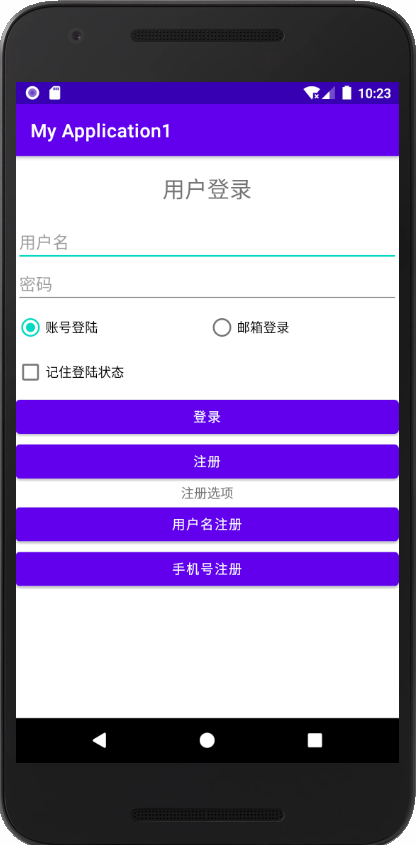 10:23
My Application1
用户登录
用户名
密码
账号登陆
邮箱登录
记住登陆状态
登录
注册
注册选项
用户名注册
手机号注册